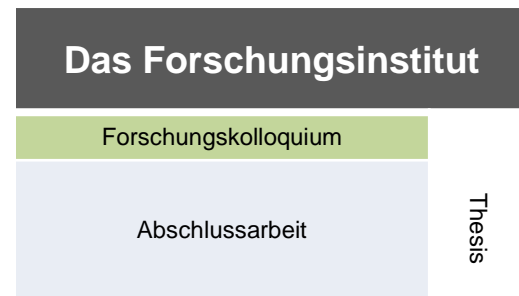 Das Forschungsinstitut
Forschungskolloquium
Abschlussarbeit
Thesis